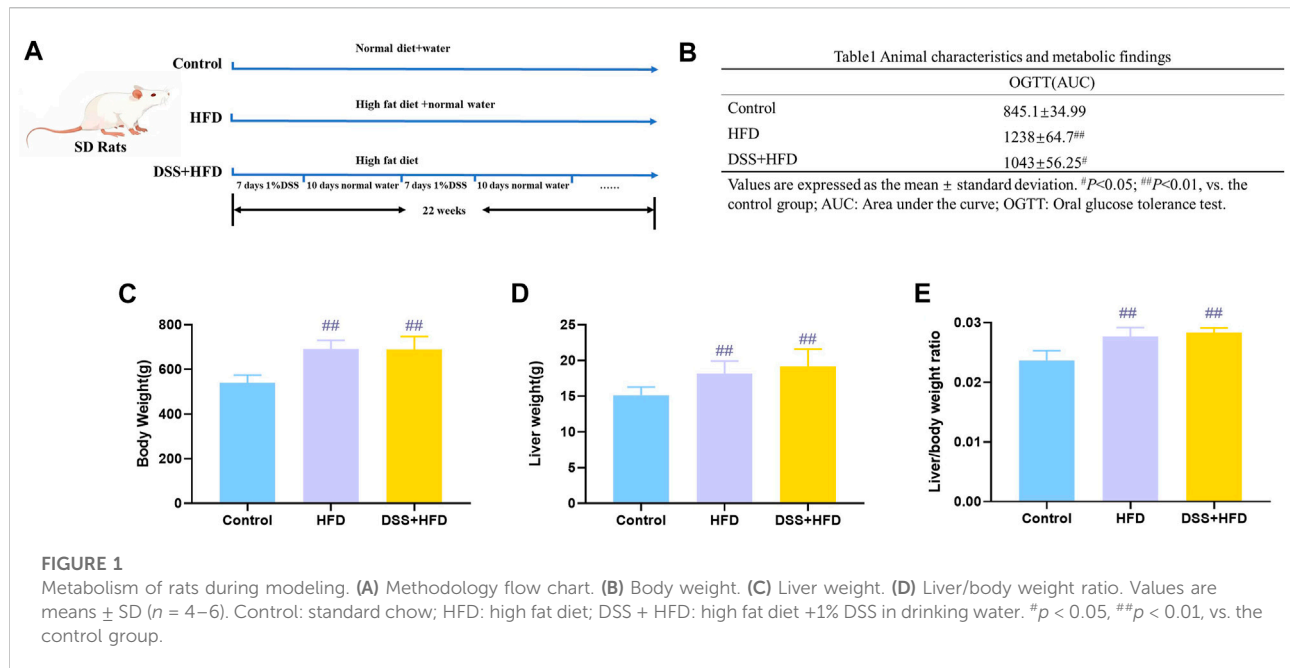 A
Normal diet+water
Control
High fat diet +normal water
HFD
SD Rats
High fat diet
DSS+HFD
7 days 1%DSS 10 days normal water 7 days 1%DSS 10 days normal water ......
22 weeks
B
Table1 Animal characteristics and metabolic findings
OGTT(AUC)
Control 845.1±34.99
HFD 1238±64.7##
DSS+HFD 1043±56.25#
Values are expressed as the mean ± standard deviation. #P<0.05; ##P<0.01, vs. the
control group; AUC: Area under the curve; OGTT: Oral glucose tolerance test.
C
Body Weight(g)
800
600
400
200
0
## ##
Control HFD DSS+HFD
D
Liver weight(g)
25
20
15
10
5
0
## ##
Control HFD DSS+HFD
E
Liver/body weight ratio
0.03
0.02
0.01
0.00
## ##
Control HFD DSS+HFD
FIGURE 1
Metabolism of rats during modeling. (A) Methodology flow chart. (B) Body weight. (C) Liver weight. (D) Liver/body weight ratio. Values are
means ± SD (n = 4–6). Control: standard chow; HFD: high fat diet; DSS + HFD: high fat diet +1% DSS in drinking water. #p < 0.05, ##p < 0.01, vs. the
control group.